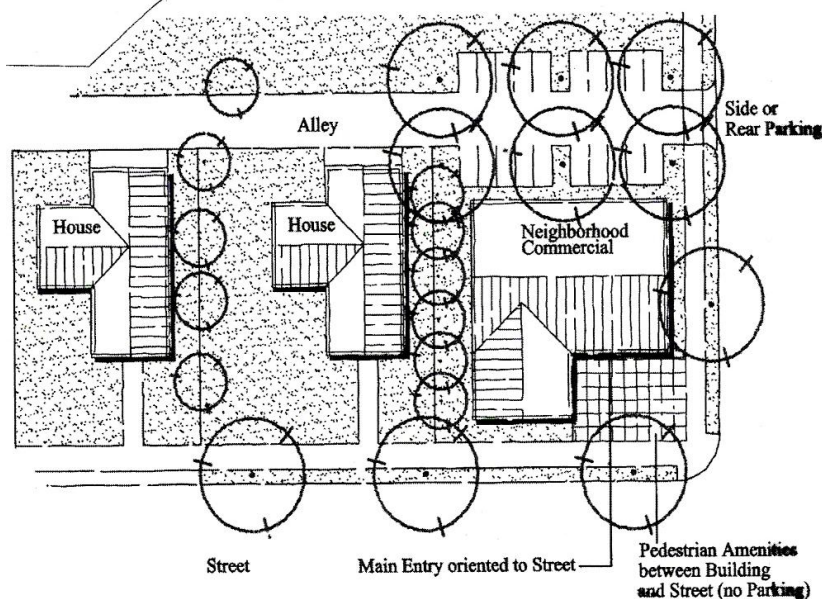 Alley
Side or
Rear Parking
House
House
Neighborhood
Commercial
Street
Main Entry oriented to Street
Pedestrian Amenities
between Building
and Street (no Parking)